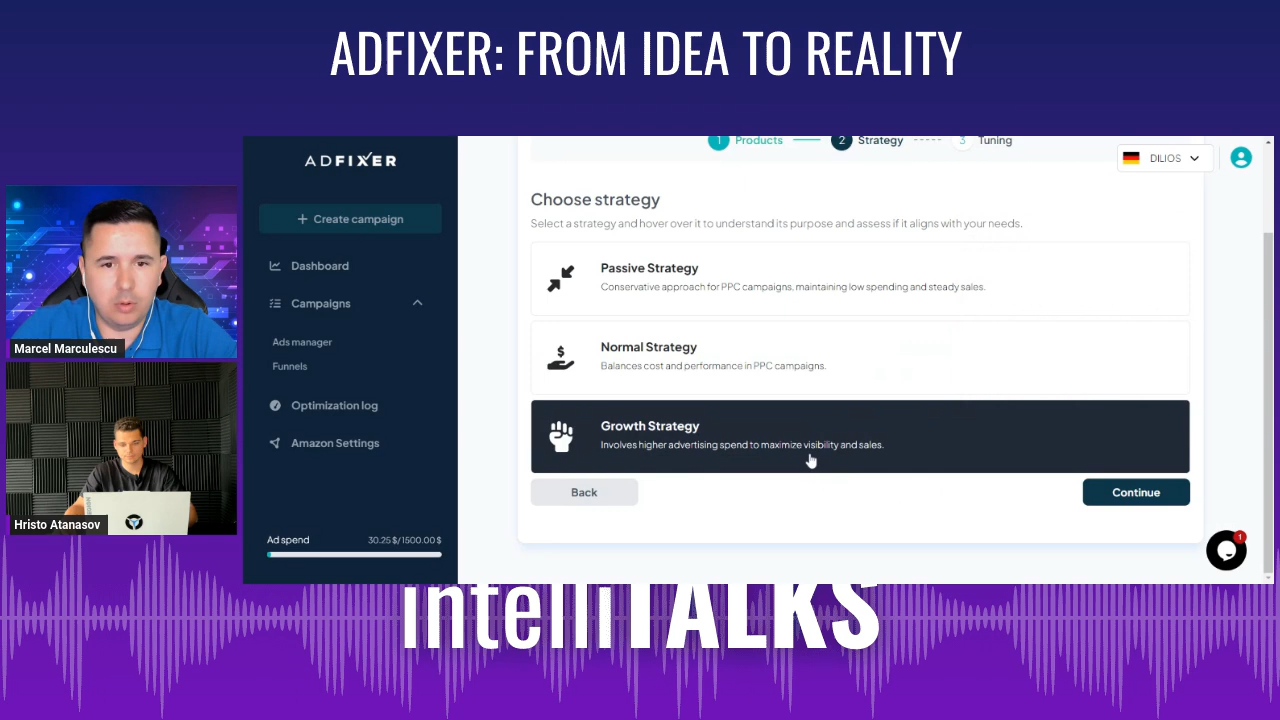 ADFIXER: FROM IDEA TO REALITY
ADFIXER
+ Create campaign
Dashboard
Campaigns
Ads manager
Funnels
Optimization log
Amazon Settings
Ad spend 30.25 $/1500.00 $
1 Products 2 Strategy 3 Tuning
DILIOS
Choose strategy
Select a strategy and hover over it to understand its purpose and assess if it aligns with your needs.
Passive Strategy
Conservative approach for PPC campaigns, maintaining low spending and steady sales.
Normal Strategy
Balances cost and performance in PPC campaigns.
Growth Strategy
Involves higher advertising spend to maximize visibility and sales.
Back
Continue
1
Marcel Marculescu
Hristo Atanasov
intelliTALKS